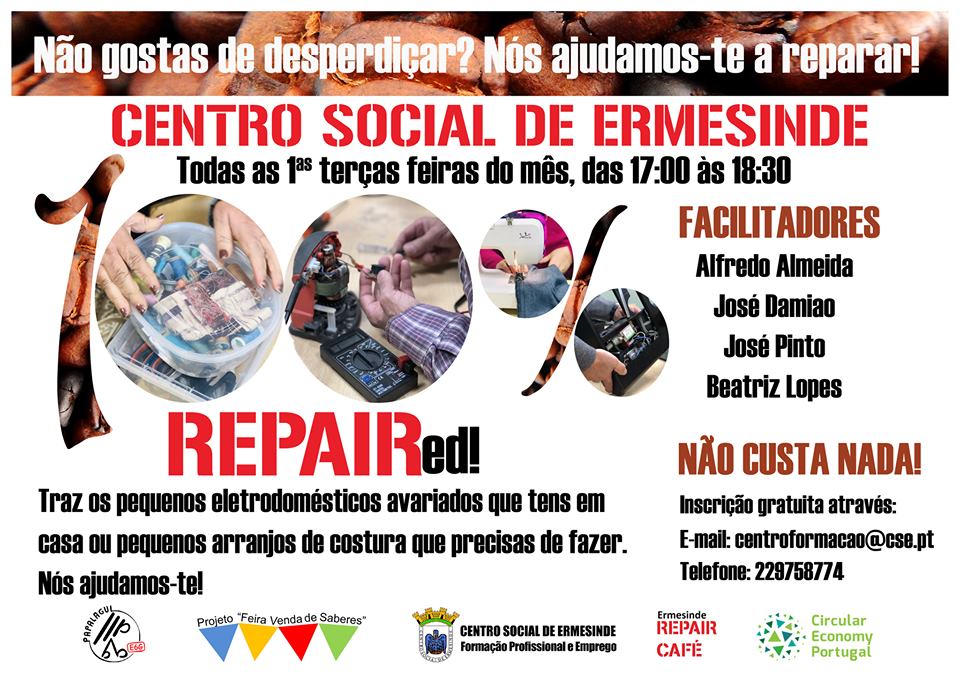 Não gostas de desperdiçar? Nós ajudamos-te a reparar!
CENTRO SOCIAL DE ERMESINDE
Todas as 1as terças feiras do mês, das 17:00 às 18:30
100%
REPAIRed!
FACILITADORES
Alfredo Almeida
José Damiao
José Pinto
Beatriz Lopes
NÃO CUSTA NADA!
Inscrição gratuita através:
E-mail: centroformacao@cse.pt
Telefone: 229758774
Traz os pequenos eletrodomésticos avariados que tens em
casa ou pequenos arranjos de costura que precisas de fazer.
Nós ajudamos-te!
PAPALAGUI
E6G
Projeto "Feira Venda de Saberes"
CENTRO SOCIAL DE ERMESINDE
Formação Profissional e Emprego
Ermesinde
REPAIR
CAFÉ
Circular
Economy
Portugal